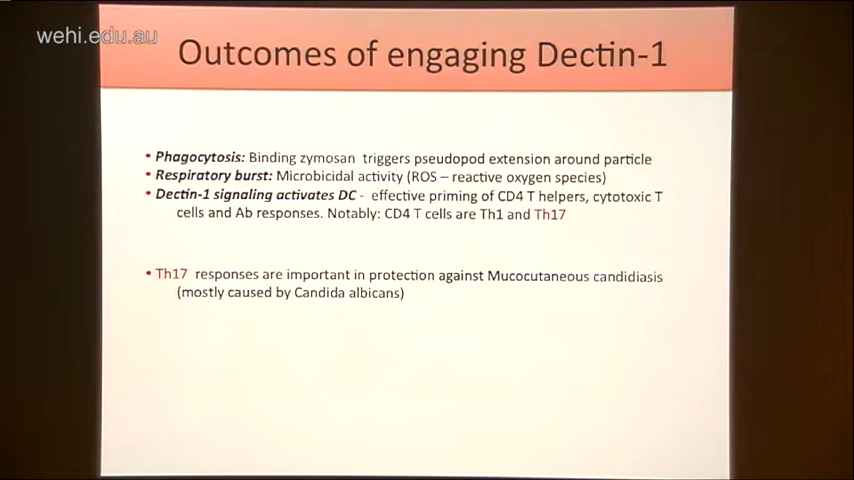 wehi.edu.au
Outcomes of engaging Dectin-1
• Phagocytosis: Binding zymosan triggers pseudopod extension around particle
• Respiratory burst: Microbicidal activity (ROS – reactive oxygen species)
• Dectin-1 signaling activates DC - effective priming of CD4 T helpers, cytotoxic T
cells and Ab responses. Notably: CD4 T cells are Th1 and Th17
• Th17 responses are important in protection against Mucocutaneous candidiasis
(mostly caused by Candida albicans)